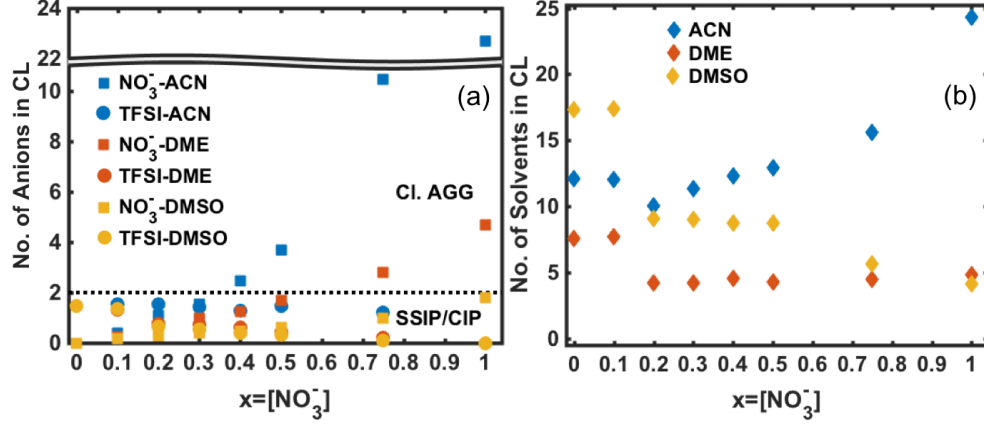 24
22
10
8
6
4
2
0
No. of Anions in CL
(a)
NO₃⁻-ACN
TFSI-ACN
NO₃⁻-DME
TFSI-DME
NO₃⁻-DMSO
TFSI-DMSO
Cl. AGG
SSIP/CIP
0 0.1 0.2 0.3 0.4 0.5 0.6 0.7 0.8 0.9 1
x=[NO₃⁻]
25
20
15
10
5
0
No. of Solvents in CL
(b)
ACN
DME
DMSO
0 0.1 0.2 0.3 0.4 0.5 0.6 0.7 0.8 0.9 1
x=[NO₃⁻]